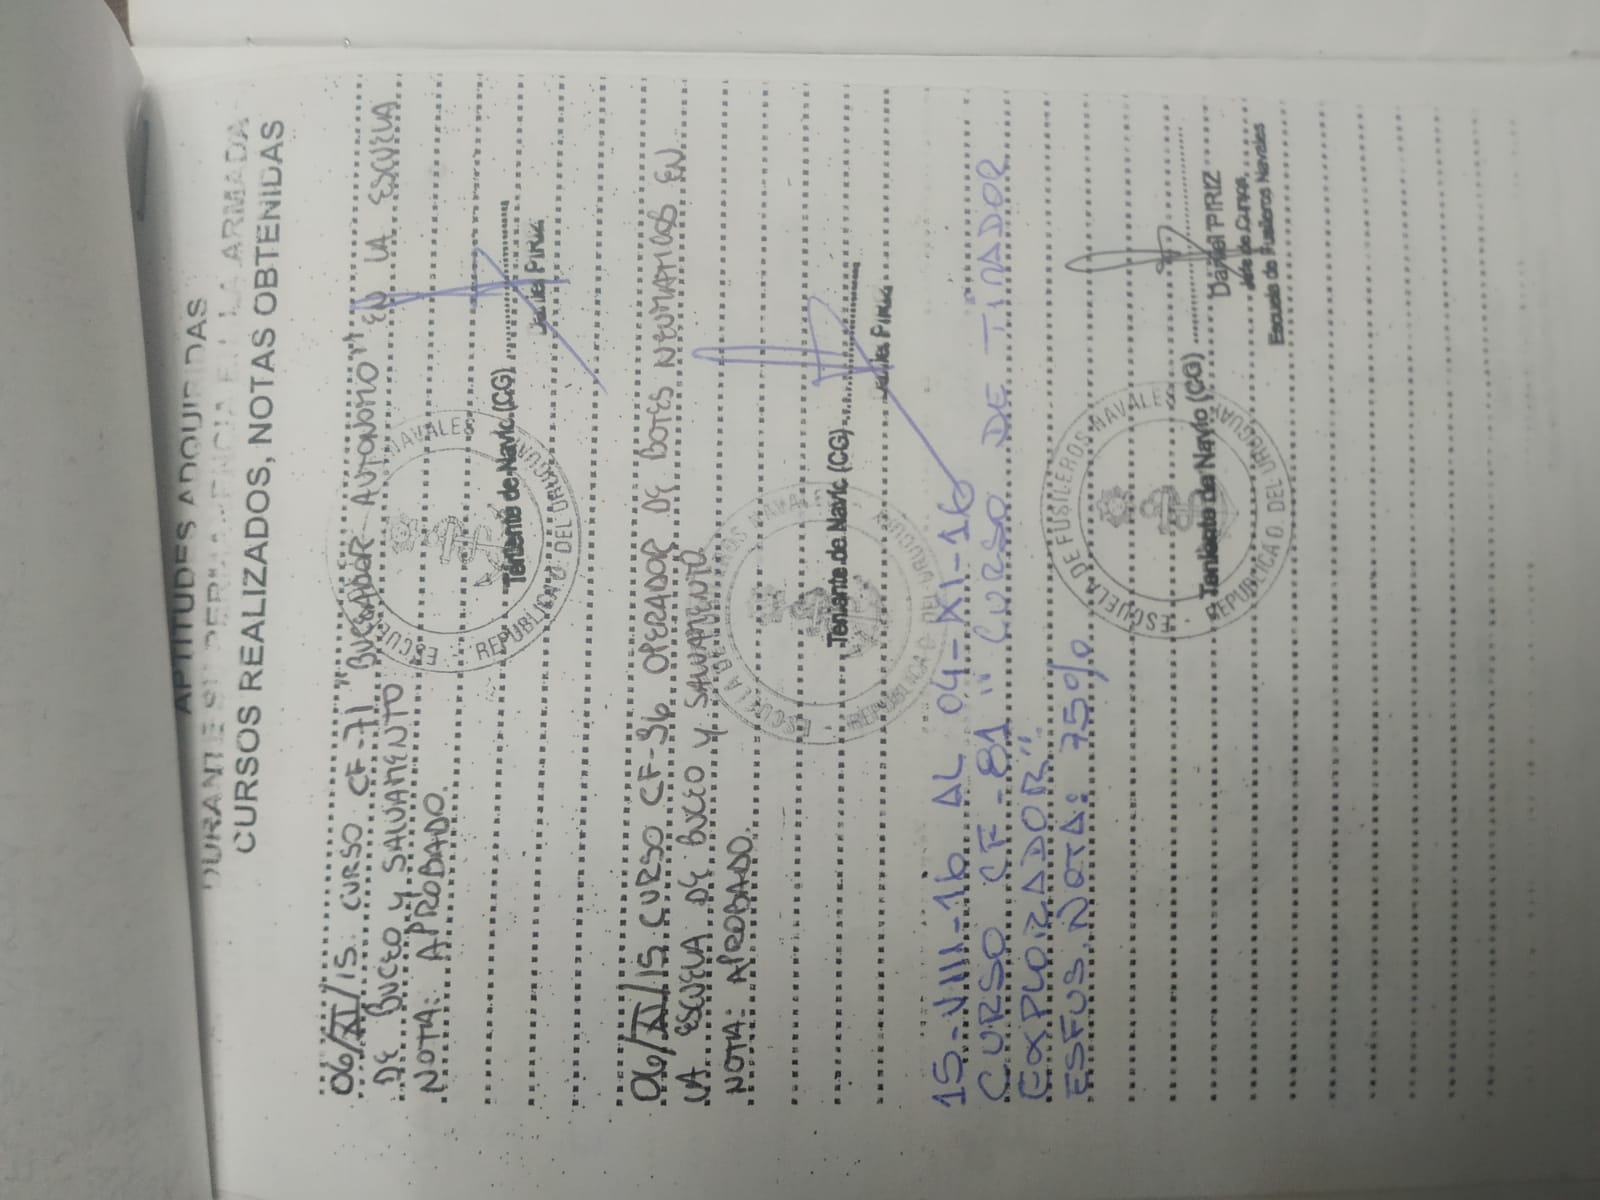 APTITUDES ADQUIRIDAS
DURANTE SU PERMANENCIA EN LA ARMADA
CURSOS REALIZADOS, NOTAS OBTENIDAS
06/XI/15. CURSO CF-71 "BUCEADOR AUTONOMO" EN LA ESCUELA
DE BUCEO Y SALVAMENTO
NOTA: APROBADO.
ESCUELA DE FUSILEROS NAVALES
REPUBLICA O. DEL URUGUAY
Teniente de Navío (CG)
PIRIZ
06/XI/15. CURSO CF-36 OPERADOR DE BOTES NEUMATICOS EN
LA ESCUELA DE BUCEO Y SALVAMENTO
NOTA: APROBADO.
ESCUELA DE FUSILEROS NAVALES
REPUBLICA O. DEL URUGUAY
Teniente de Navío (CG)
PIRIZ
15-VIII-16 AL 04-XI-16
CURSO CF-81 "CURSO DE TIRADOR
EXPLORADOR"
ESFUS. NOTA: 75%
ESCUELA DE FUSILEROS NAVALES
REPUBLICA O. DEL URUGUAY
Teniente de Navío (CG)
Daniel PIRIZ
Jefe de Cursos
Escuela de Fusileros Navales